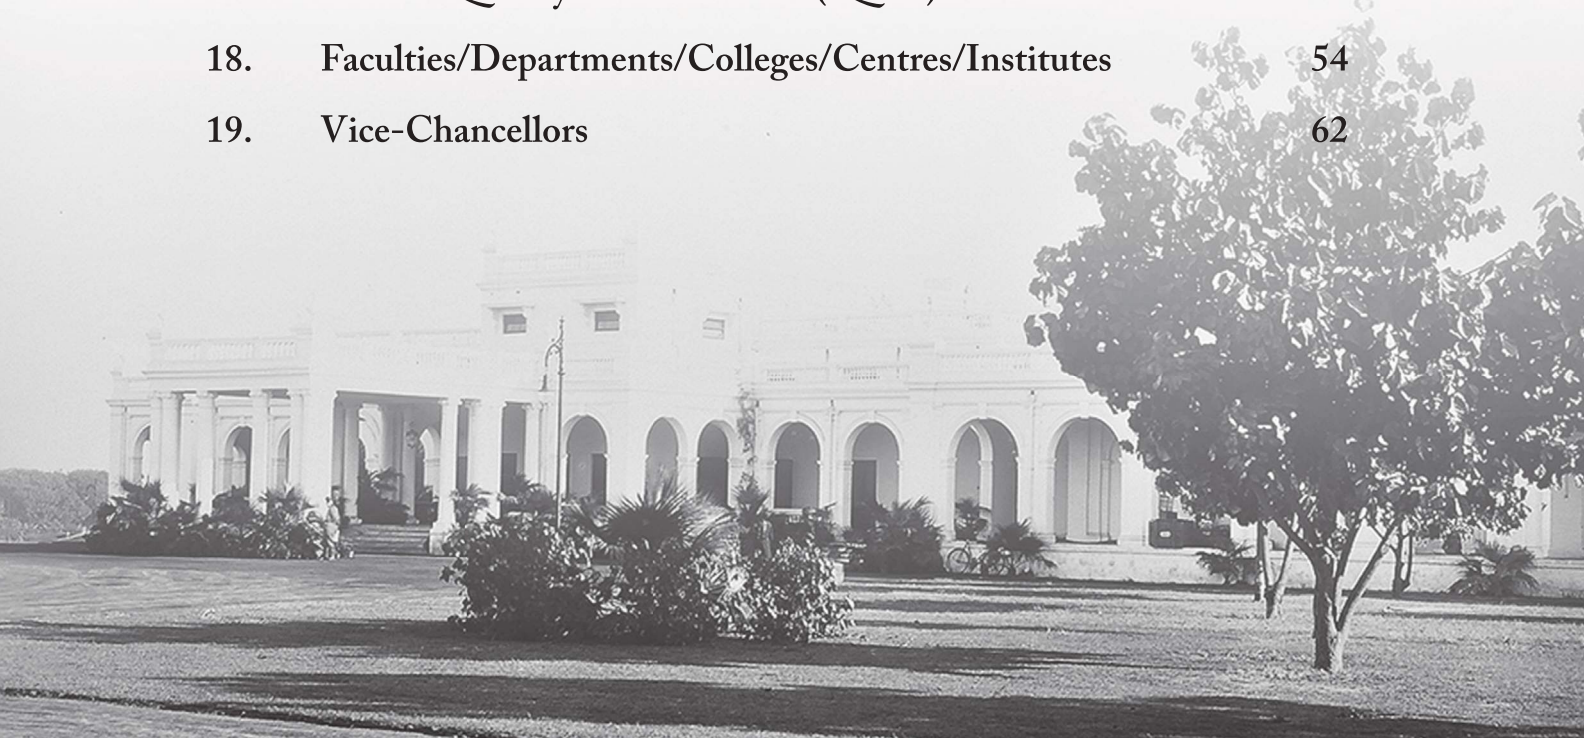 18. Faculties/Departments/Colleges/Centres/Institutes 54
19. Vice-Chancellors 62